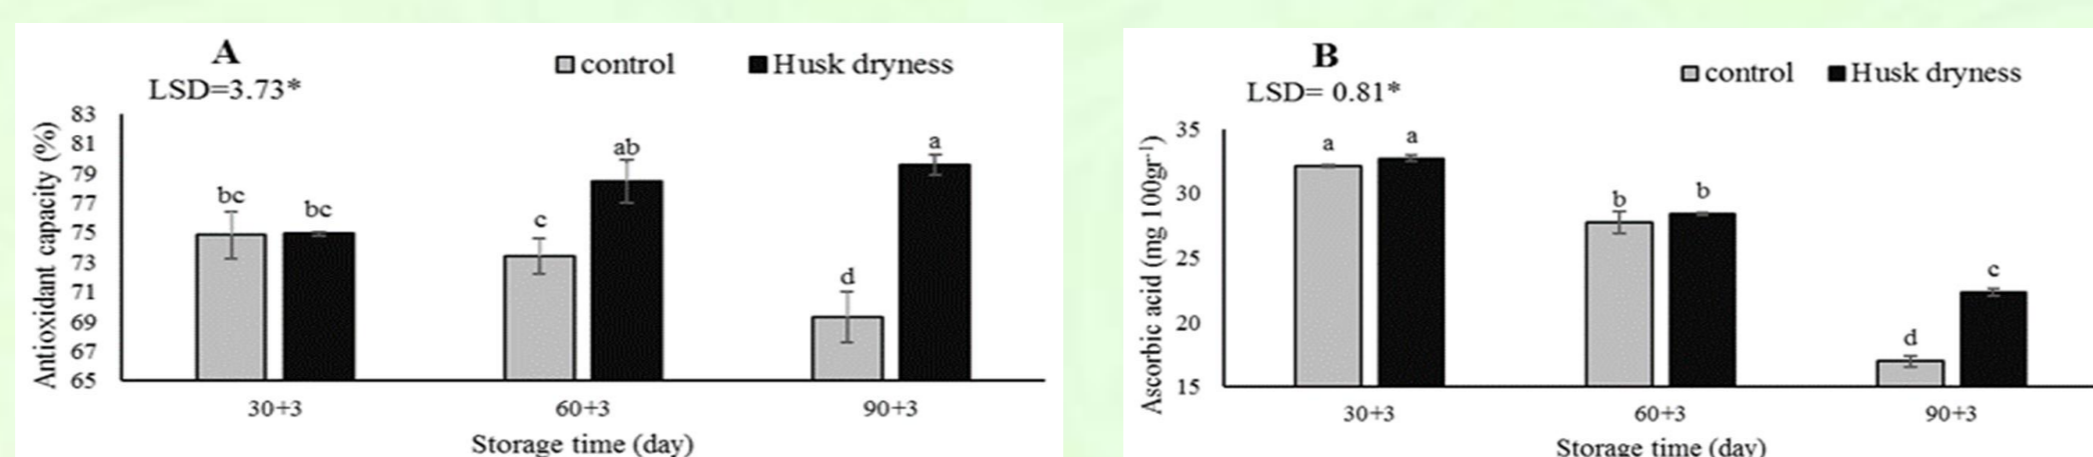 A
LSD=3.73*
control
Husk dryness
Antioxidant capacity (%)
83
81
79
77
75
73
71
69
67
65
bc
bc
c
ab
d
a
30+3
60+3
90+3
Storage time (day)
B
LSD= 0.81*
control
Husk dryness
Ascorbic acid (mg 100gr⁻¹)
35
30
25
20
15
a
a
b
b
d
c
30+3
60+3
90+3
Storage time (day)